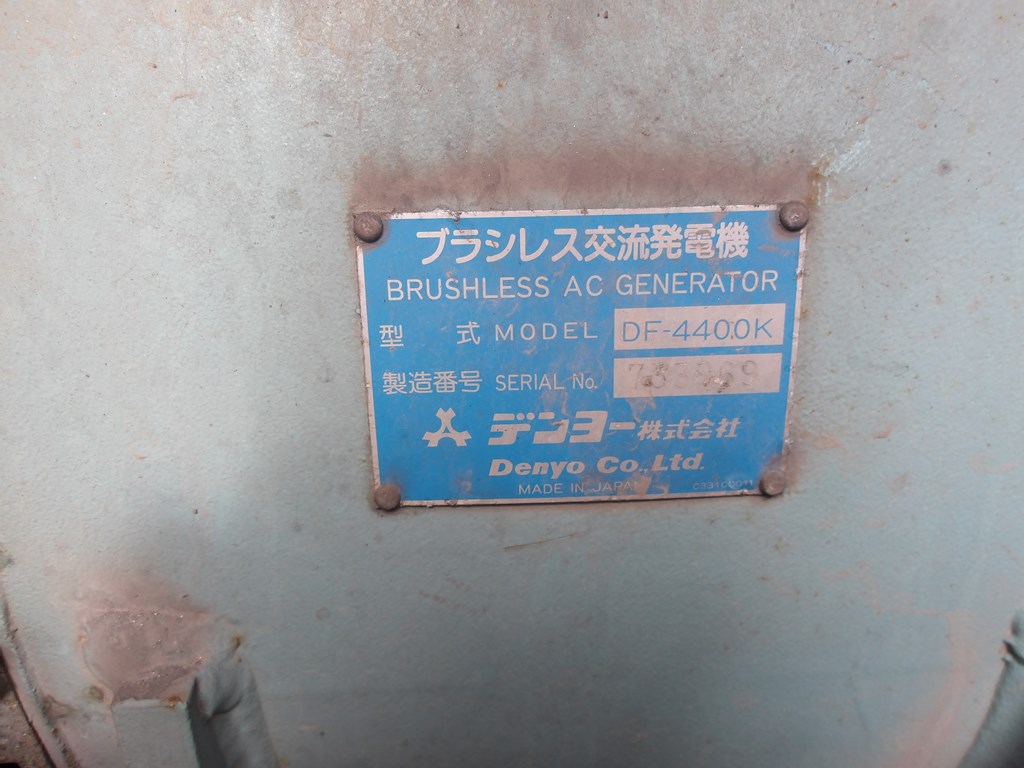 ブラシレス交流発電機
BRUSHLESS AC GENERATOR
型 式 MODEL DF-4400K
製造番号 SERIAL No.
デンヨー株式会社
Denyo Co.,Ltd.
MADE IN JAPAN